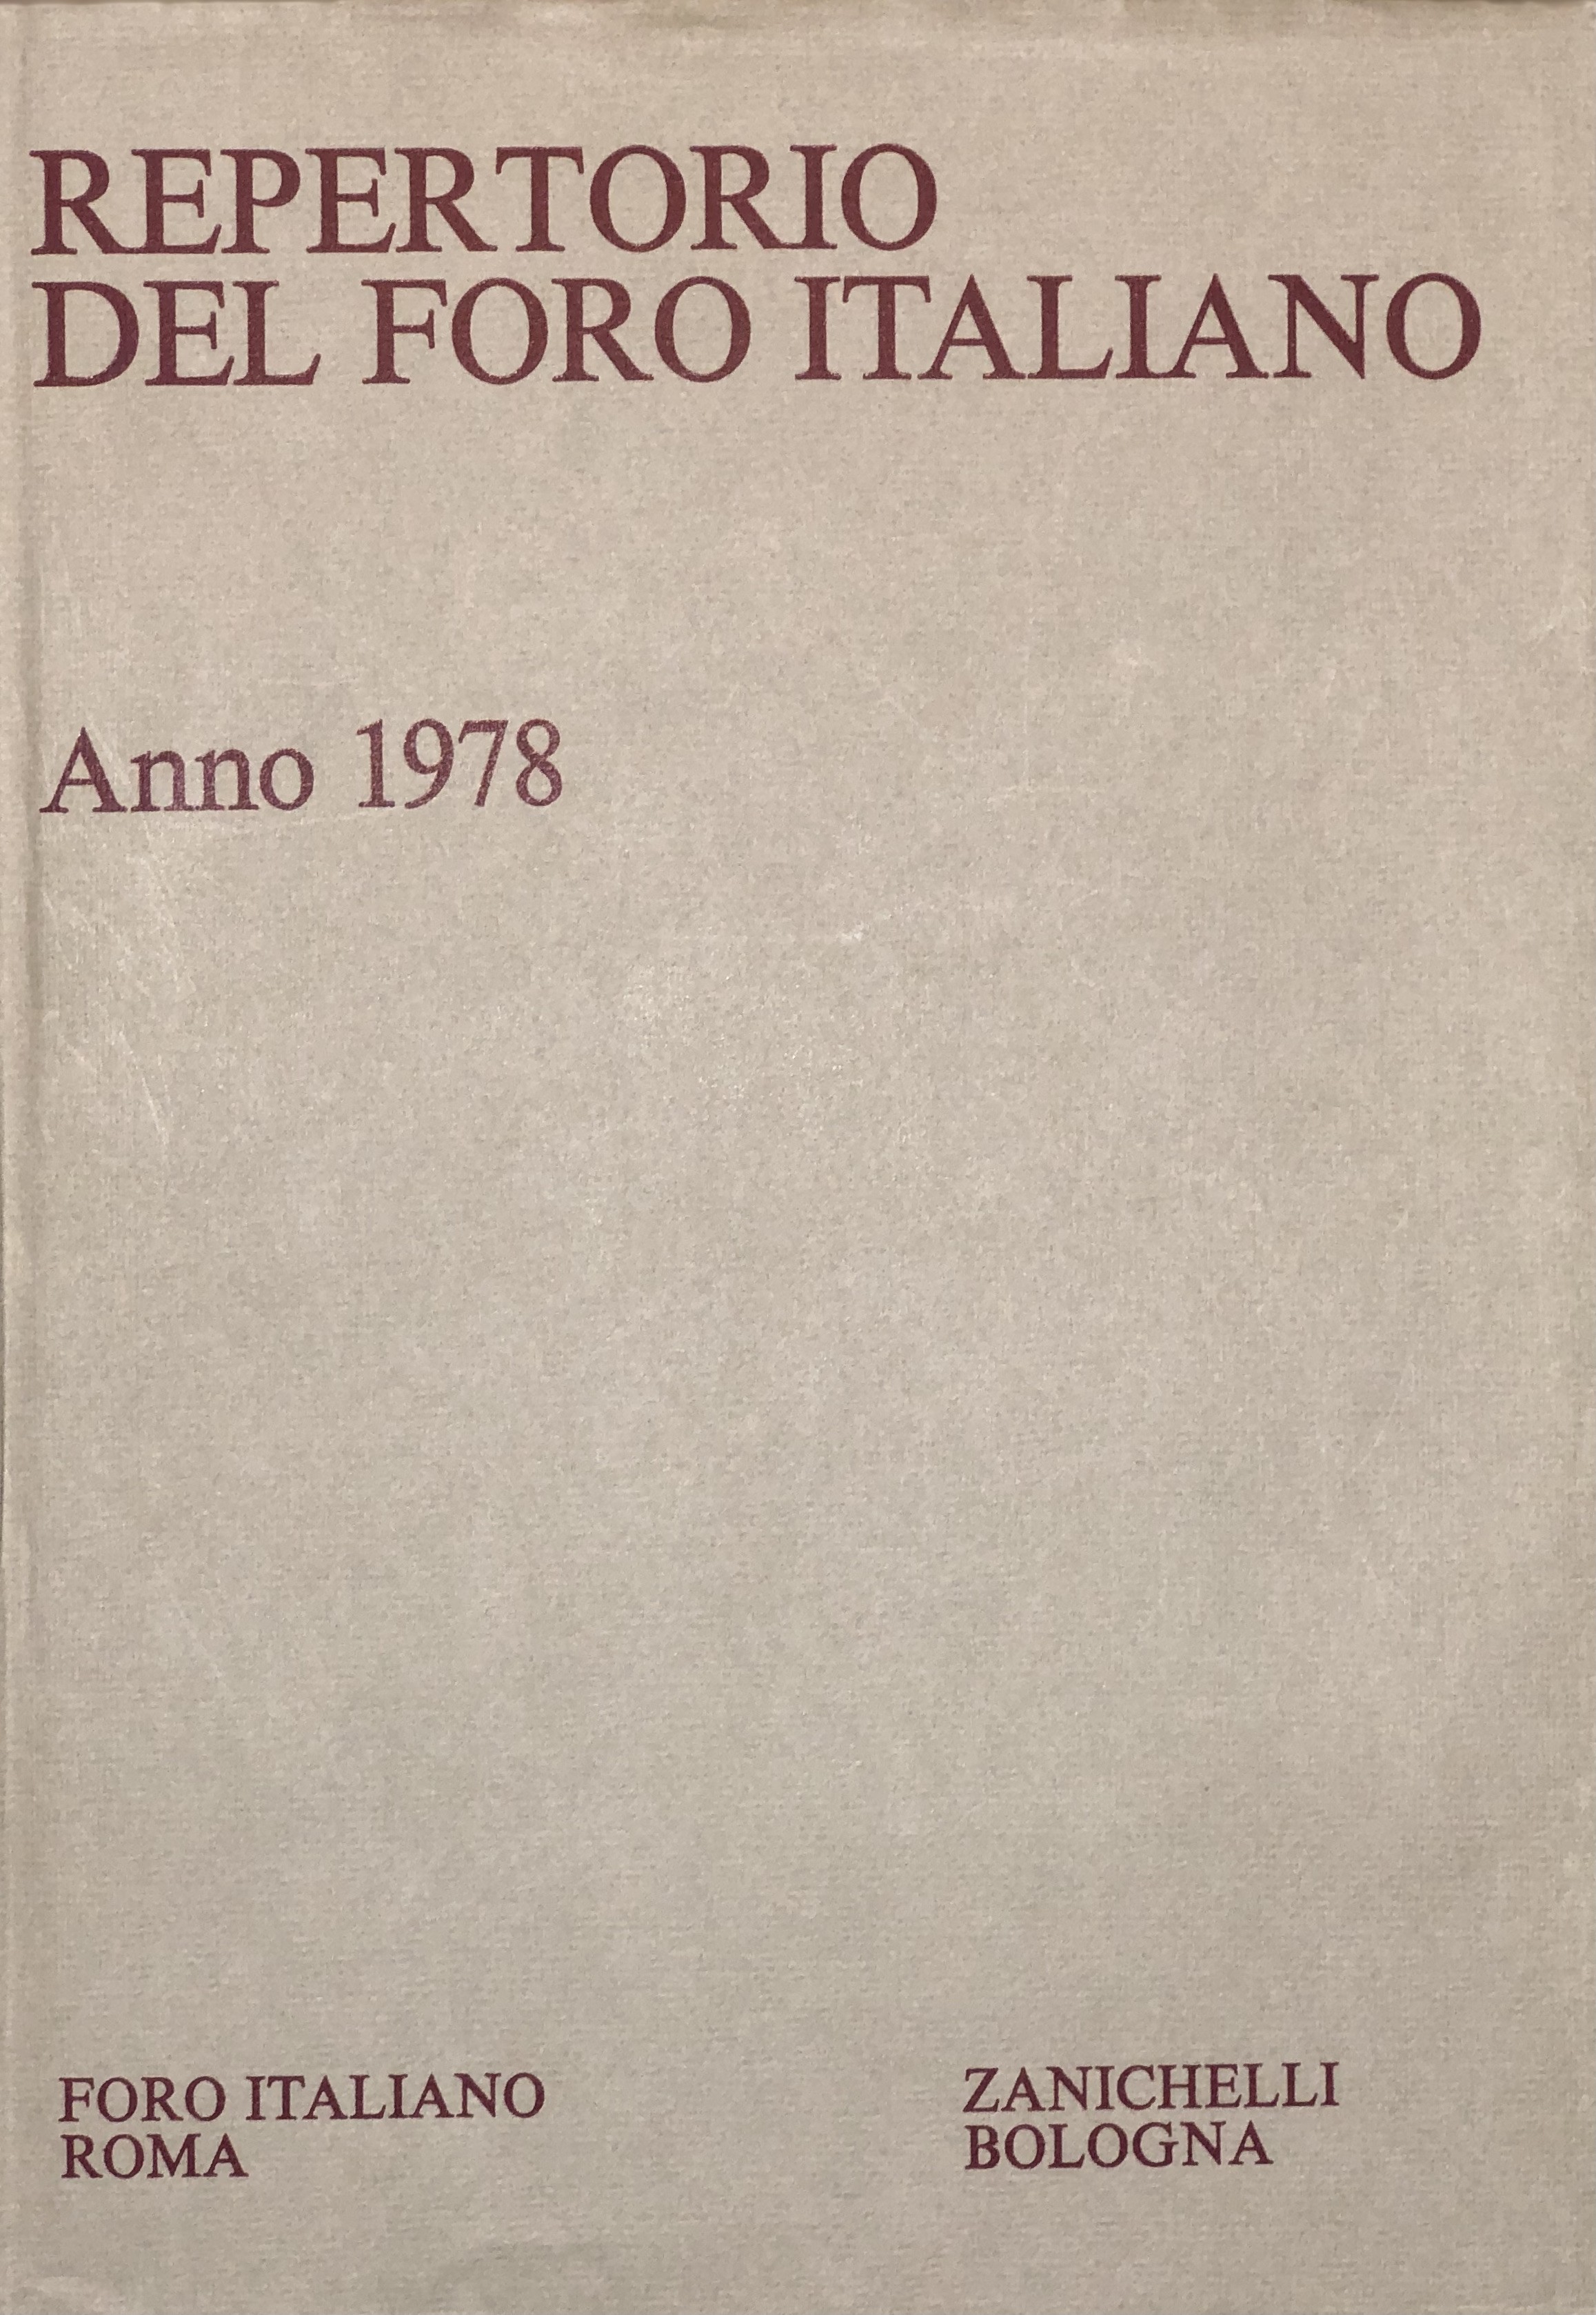 REPERTORIO
DEL FORO ITALIANO
Anno 1978
FORO ITALIANO
ROMA
ZANICHELLI
BOLOGNA